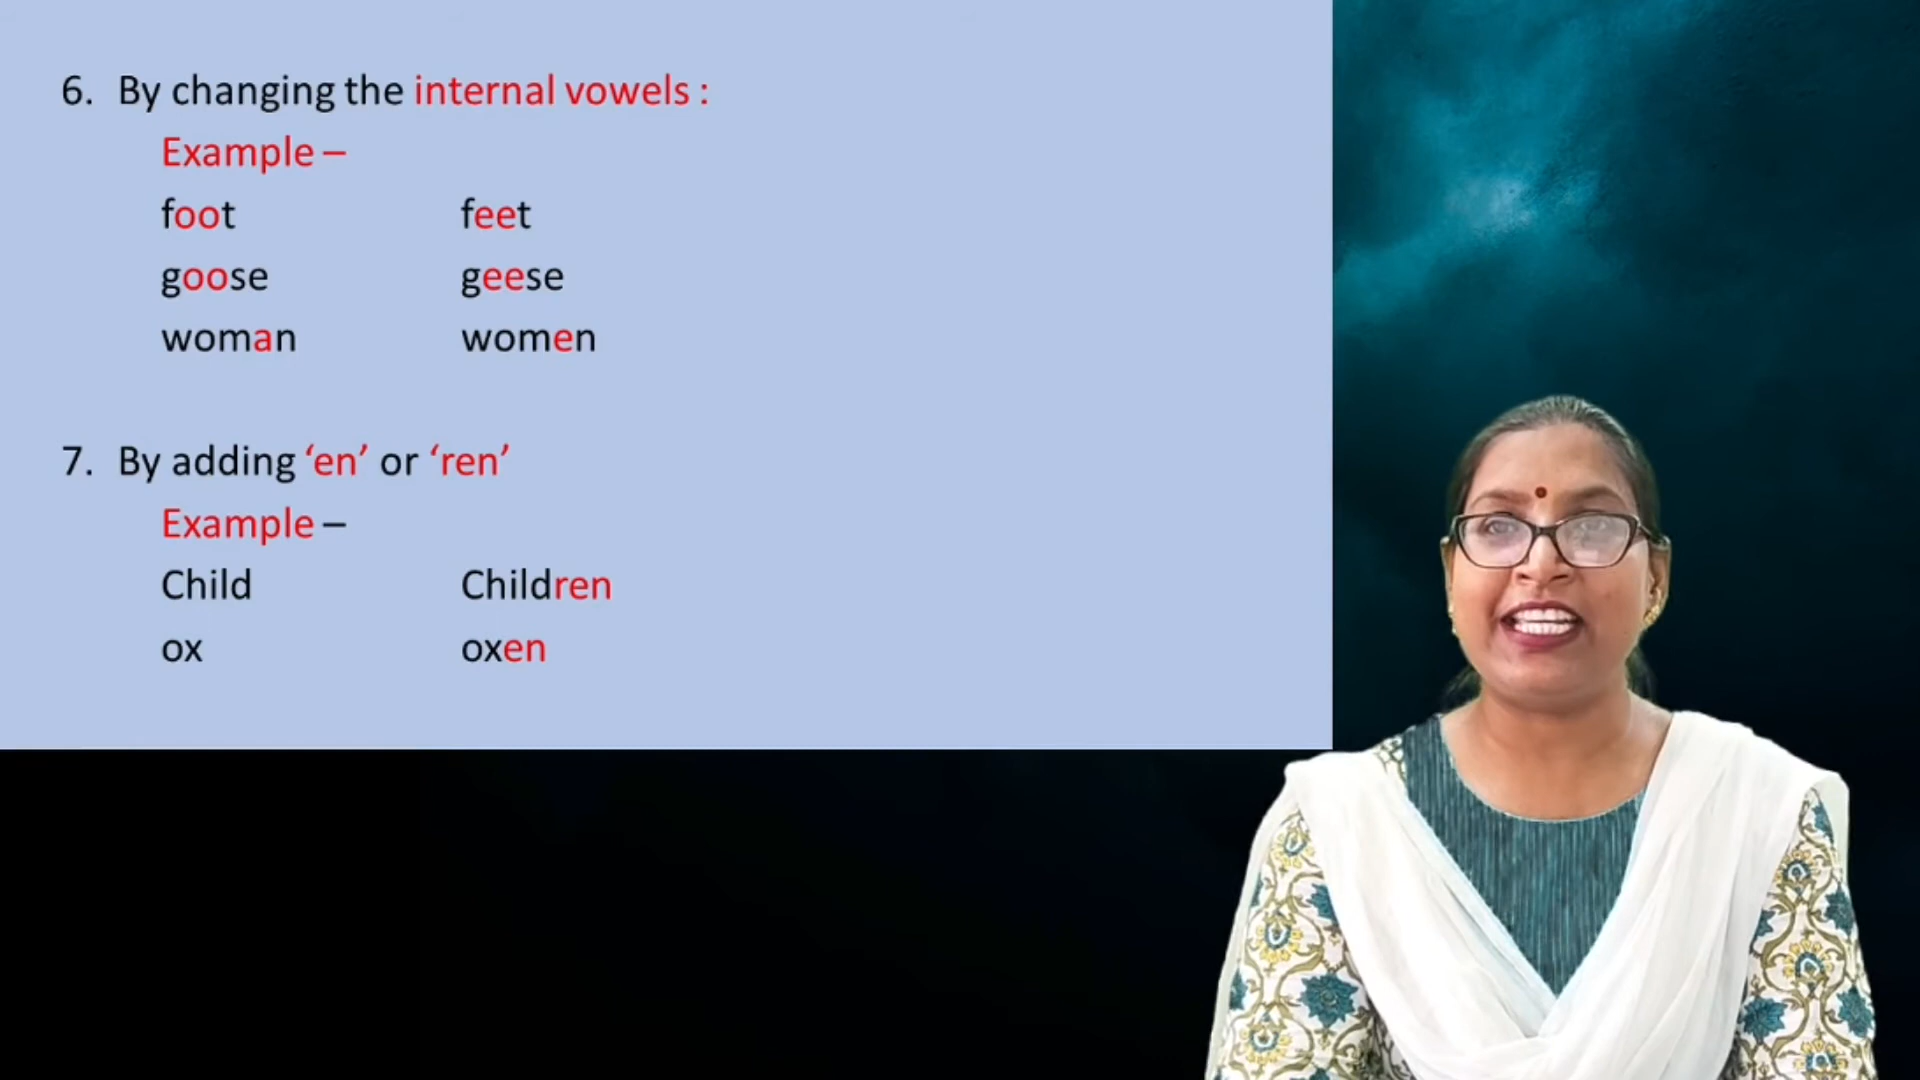 6. By changing the internal vowels :
Example –
foot feet
goose geese
woman women
7. By adding ‘en’ or ‘ren’
Example –
Child Children
ox oxen